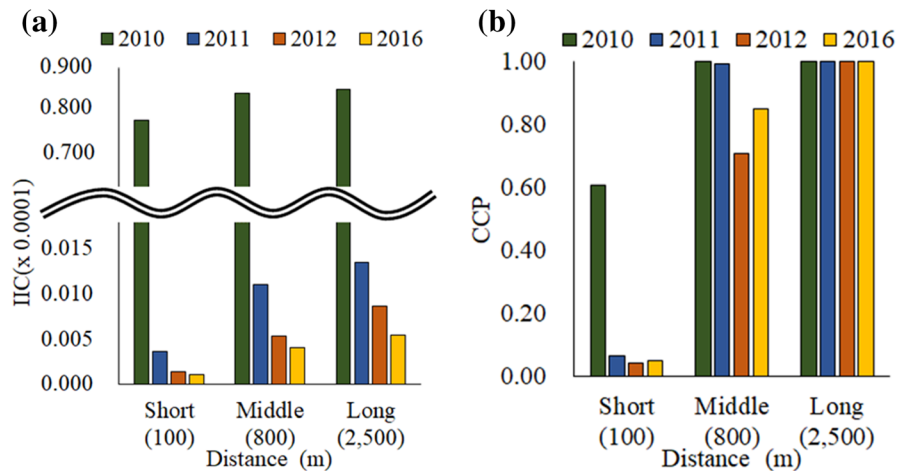 (a)
2010 2011 2012 2016
0.900
0.800
0.700
0.015
0.010
0.005
0.000
IIC(x 0.0001)
Short Middle Long
(100) (800) (2,500)
Distance (m)
(b)
2010 2011 2012 2016
1.00
0.80
0.60
0.40
0.20
0.00
CCP
Short Middle Long
(100) (800) (2,500)
Distance (m)